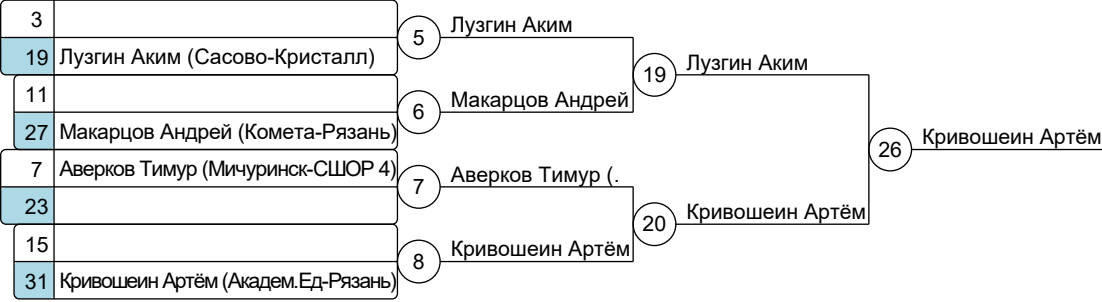 3
5
Лузгин Аким
19 Лузгин Аким (Сасово-Кристалл)
19
Лузгин Аким
11
6
Макарцов Андрей
27 Макарцов Андрей (Комета-Рязань)
26
Кривошеин Артём
7 Аверков Тимур (Мичуринск-СШОР 4)
7
Аверков Тимур (.
23
20
Кривошеин Артём
15
8
Кривошеин Артём
31 Кривошеин Артём (Академ.Ед-Рязань)